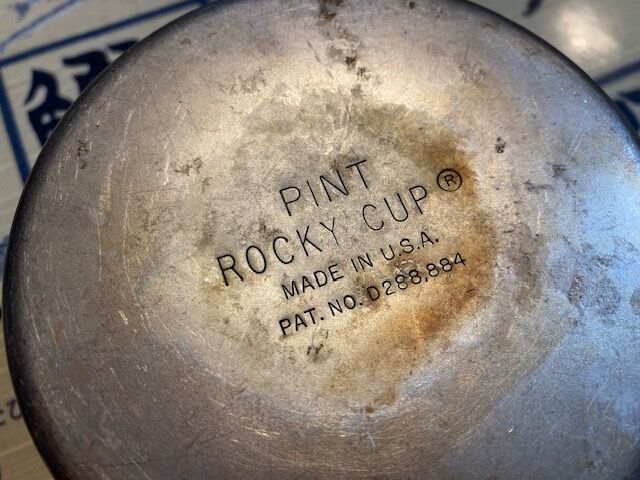 PINT
ROCKY CUP®
MADE IN U.S.A.
PAT. NO. D288,884